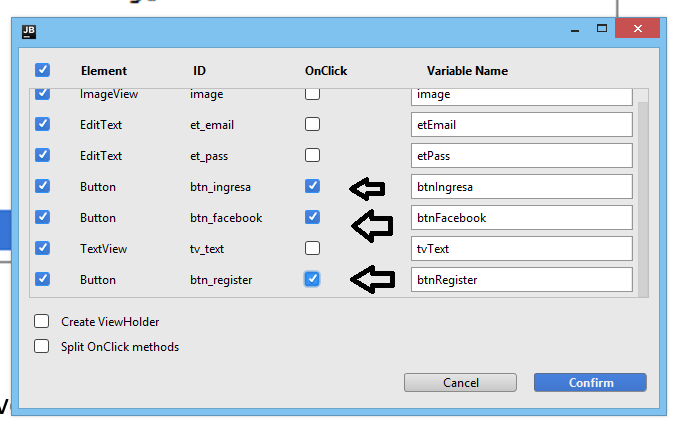 JB
Element ID OnClick Variable Name
ImageView image image
EditText et_email etEmail
EditText et_pass etPass
Button btn_ingresa btnIngresa
Button btn_facebook btnFacebook
TextView tv_text tvText
Button btn_register btnRegister
Create ViewHolder
Split OnClick methods
Cancel Confirm